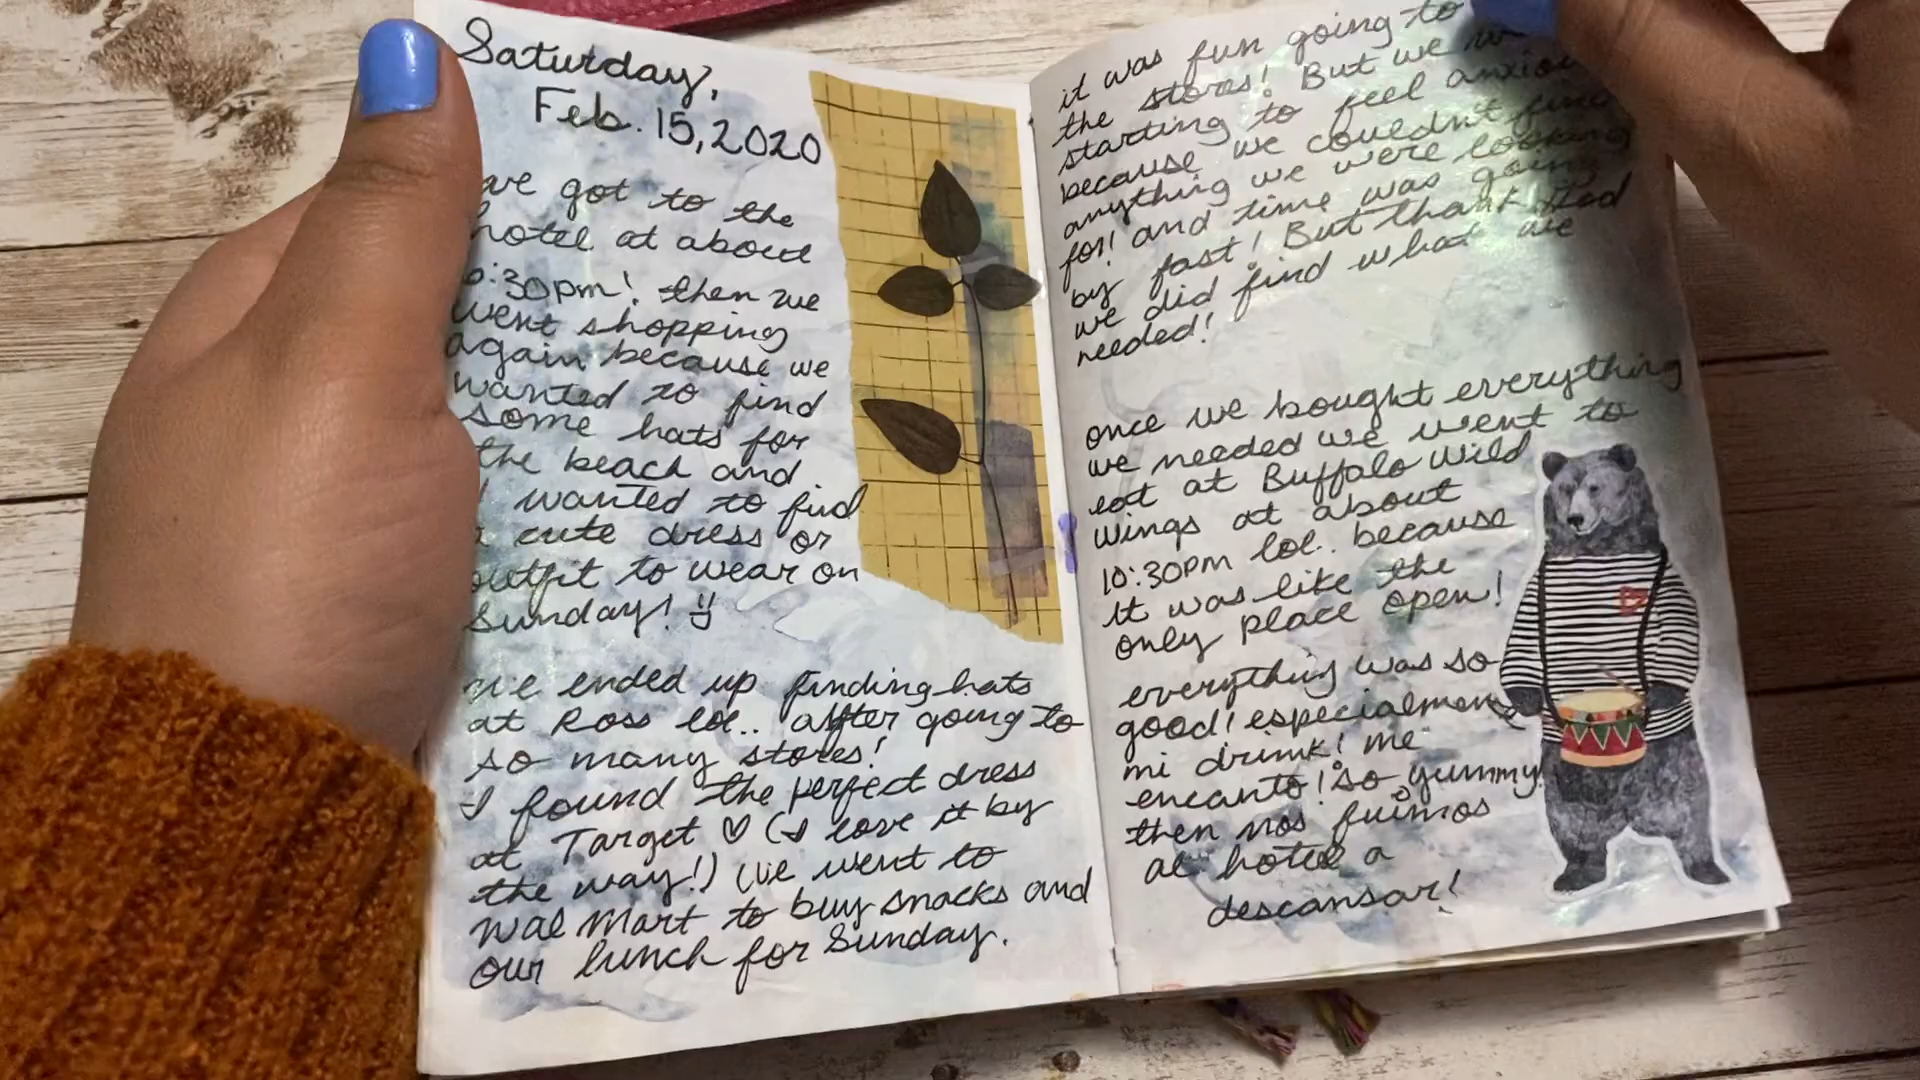 Saturday,
Feb. 15, 2020
we got to the
hotel at about
:30pm! then we
went shopping
again because we
wanted to find
some hats for
the beach and
I wanted to find
a cute dress or
outfit to wear on
Sunday! :)
we ended up finding hats
at Ross lol.. after going to
so many stores!
I found the perfect dress
at Target ♡ (I love it by
the way!) We went to
Wal Mart to buy snacks and
our lunch for Sunday.
it was fun going to
the stores! But we
starting to feel
because we couldn't find
anything we were looking
for! and time was going
by fast! But thank God
we did find what we
needed!
once we bought everything
we needed we went to
eat at Buffalo Wild
Wings at about
10:30pm lol.. because
It was like the
only place open!
everything was so
good! especialmente
mi drink! me
encanto! so yummy!
then nos fuimos
al hotel a
descansar!